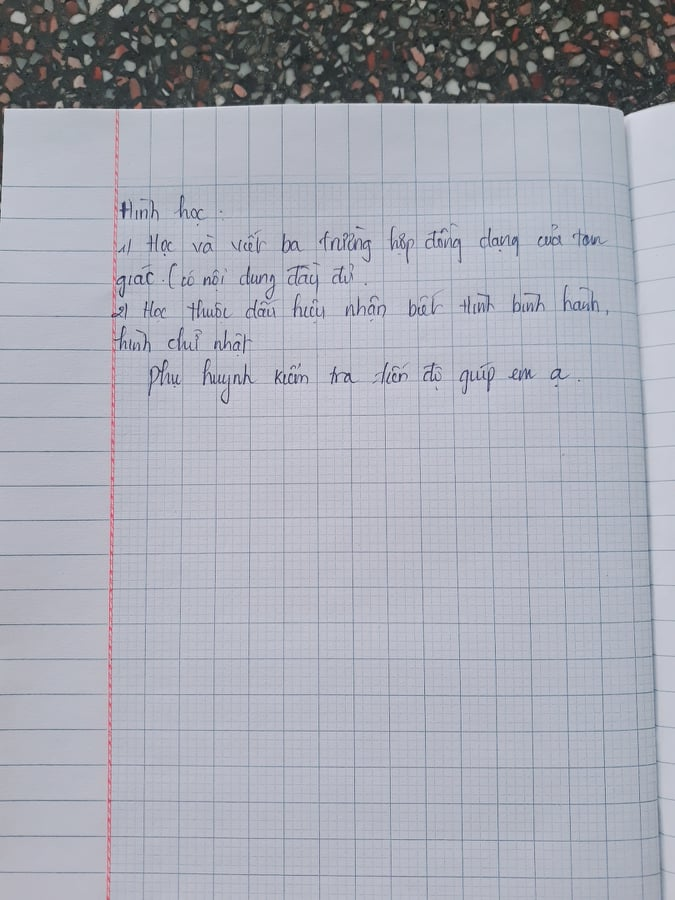 Hình học:
1) Học và viết ba trường hợp đồng dạng của tam
giác. (có nội dung đầy đủ.
2) Học thuộc dấu hiệu nhận biết Hình bình hành,
hình chữ nhật
Phụ huynh kiểm tra tiến độ giúp em ạ.